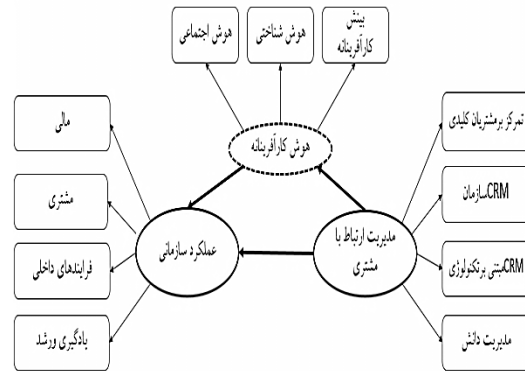 هوش اجتماعی
هوش شناختی
بینش
کارآفرینانه
هوش کارآفرینانه
تمرکز برمشتریان کلیدی
CRMسازمان
CRMمبتنی برتکنولوژی
مدیریت دانش
مدیریت ارتباط با
مشتری
عملکرد سازمانی
مالی
مشتری
فرایندهای داخلی
یادگیری ورشد